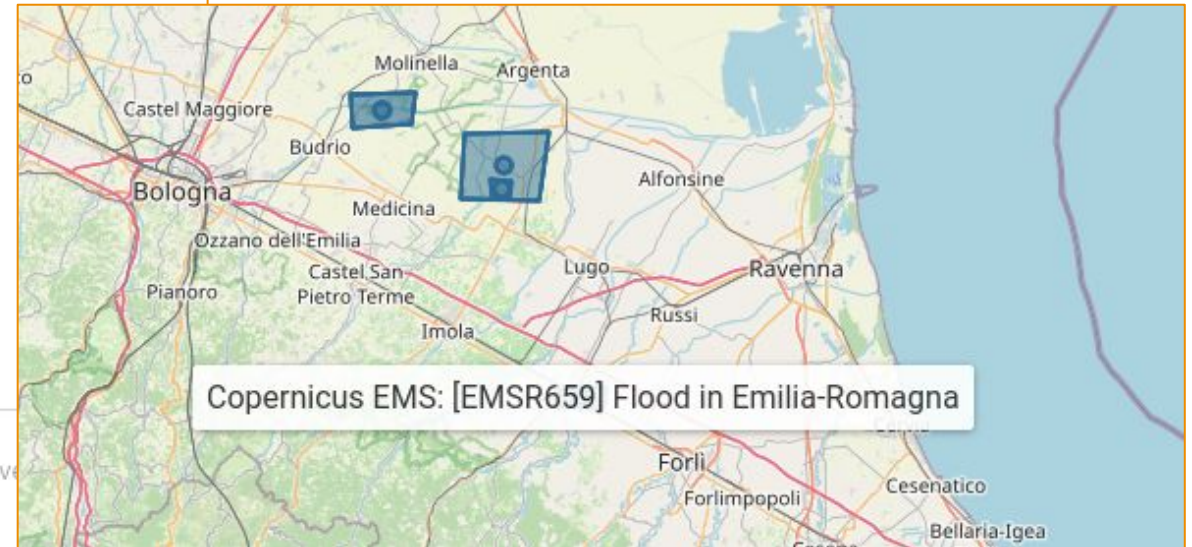 Molinella
Argenta
Castel Maggiore
Budrio
Bologna
Alfonsine
Medicina
Ozzano dell'Emilia
Castel San
Pietro Terme
Lugo
Ravenna
Pianoro
Russi
Imola
Copernicus EMS: [EMSR659] Flood in Emilia-Romagna
Forlì
Forlimpopoli
Cesenatico
Bellaria-Igea